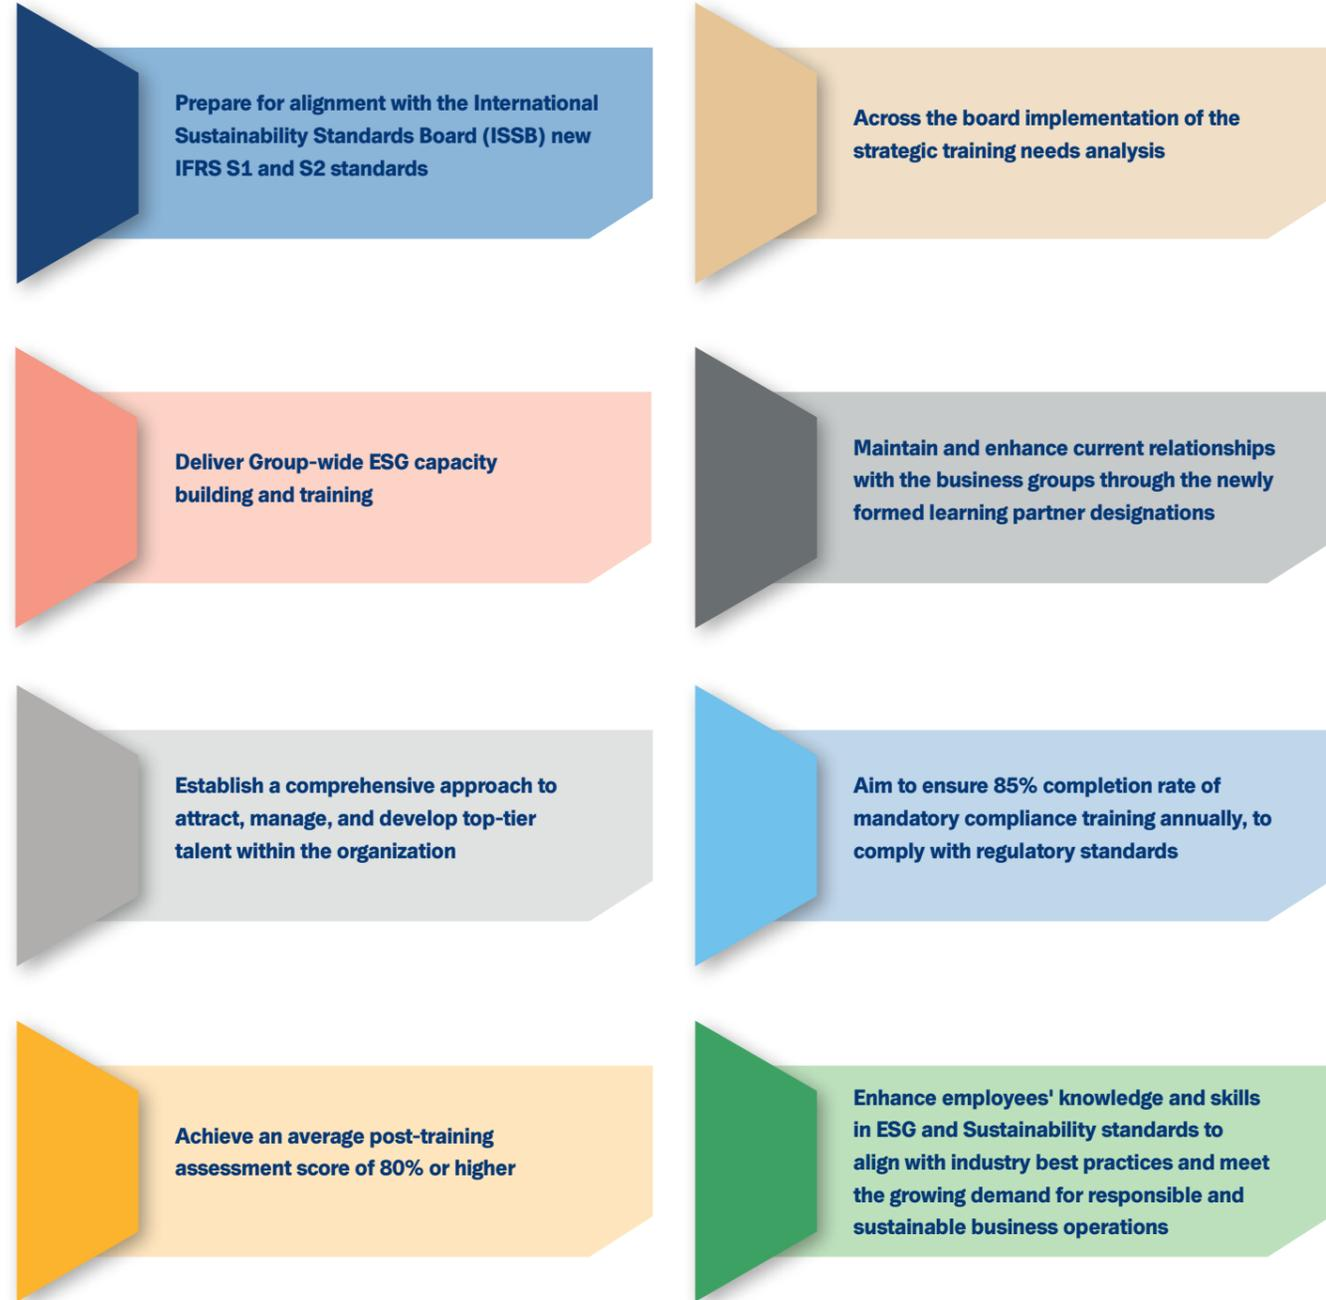 Prepare for alignment with the International
Sustainability Standards Board (ISSB) new
IFRS S1 and S2 standards
Across the board implementation of the
strategic training needs analysis
Deliver Group-wide ESG capacity
building and training
Maintain and enhance current relationships
with the business groups through the newly
formed learning partner designations
Establish a comprehensive approach to
attract, manage, and develop top-tier
talent within the organization
Aim to ensure 85% completion rate of
mandatory compliance training annually, to
comply with regulatory standards
Achieve an average post-training
assessment score of 80% or higher
Enhance employees' knowledge and skills
in ESG and Sustainability standards to
align with industry best practices and meet
the growing demand for responsible and
sustainable business operations